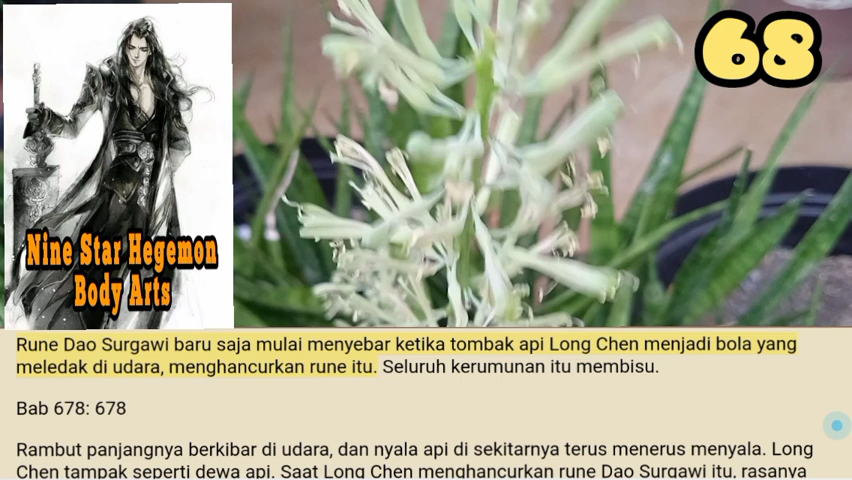 68
Nine Star Hegemon
Body Arts
Rune Dao Surgawi baru saja mulai menyebar ketika tombak api Long Chen menjadi bola yang
meledak di udara, menghancurkan rune itu. Seluruh kerumunan itu membisu.
Bab 678: 678
Rambut panjangnya berkibar di udara, dan nyala api di sekitarnya terus menerus menyala. Long
Chen tampak seperti dewa api. Saat Long Chen menghancurkan rune Dao Surgawi itu, rasanya